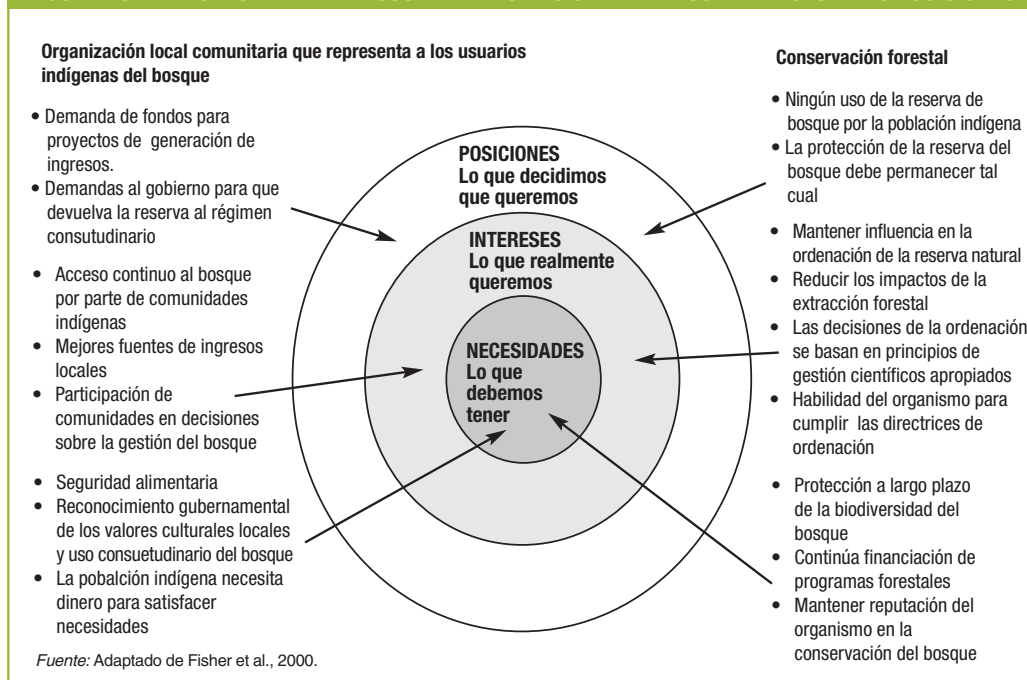 Organización local comunitaria que representa a los usuarios
indígenas del bosque
• Demanda de fondos para
proyectos de generación de
ingresos.
• Demandas al gobierno para que
devuelva la reserva al régimen
consutudinario
• Acceso continuo al bosque
por parte de comunidades
indígenas
• Mejores fuentes de ingresos
locales
• Participación de
comunidades en decisiones
sobre la gestión del bosque
• Seguridad alimentaria
• Reconocimiento gubernamental
de los valores culturales locales
y uso consuetudinario del bosque
• La pobalción indígena necesita
dinero para satisfacer
necesidades
POSICIONES
Lo que decidimos
que queremos
INTERESES
Lo que realmente
queremos
NECESIDADES
Lo que
debemos
tener
Conservación forestal
• Ningún uso de la reserva de
bosque por la población indígena
• La protección de la reserva del
bosque debe permanecer tal
cual
• Mantener influencia en la
ordenación de la reserva natural
• Reducir los impactos de la
extracción forestal
• Las decisiones de la ordenación
se basan en principios de
gestión científicos apropiados
• Habilidad del organismo para
cumplir las directrices de
ordenación
• Protección a largo plazo
de la biodiversidad del
bosque
• Continúa financiación de
programas forestales
• Mantener reputación del
organismo en la
conservación del bosque
Fuente: Adaptado de Fisher et al., 2000.